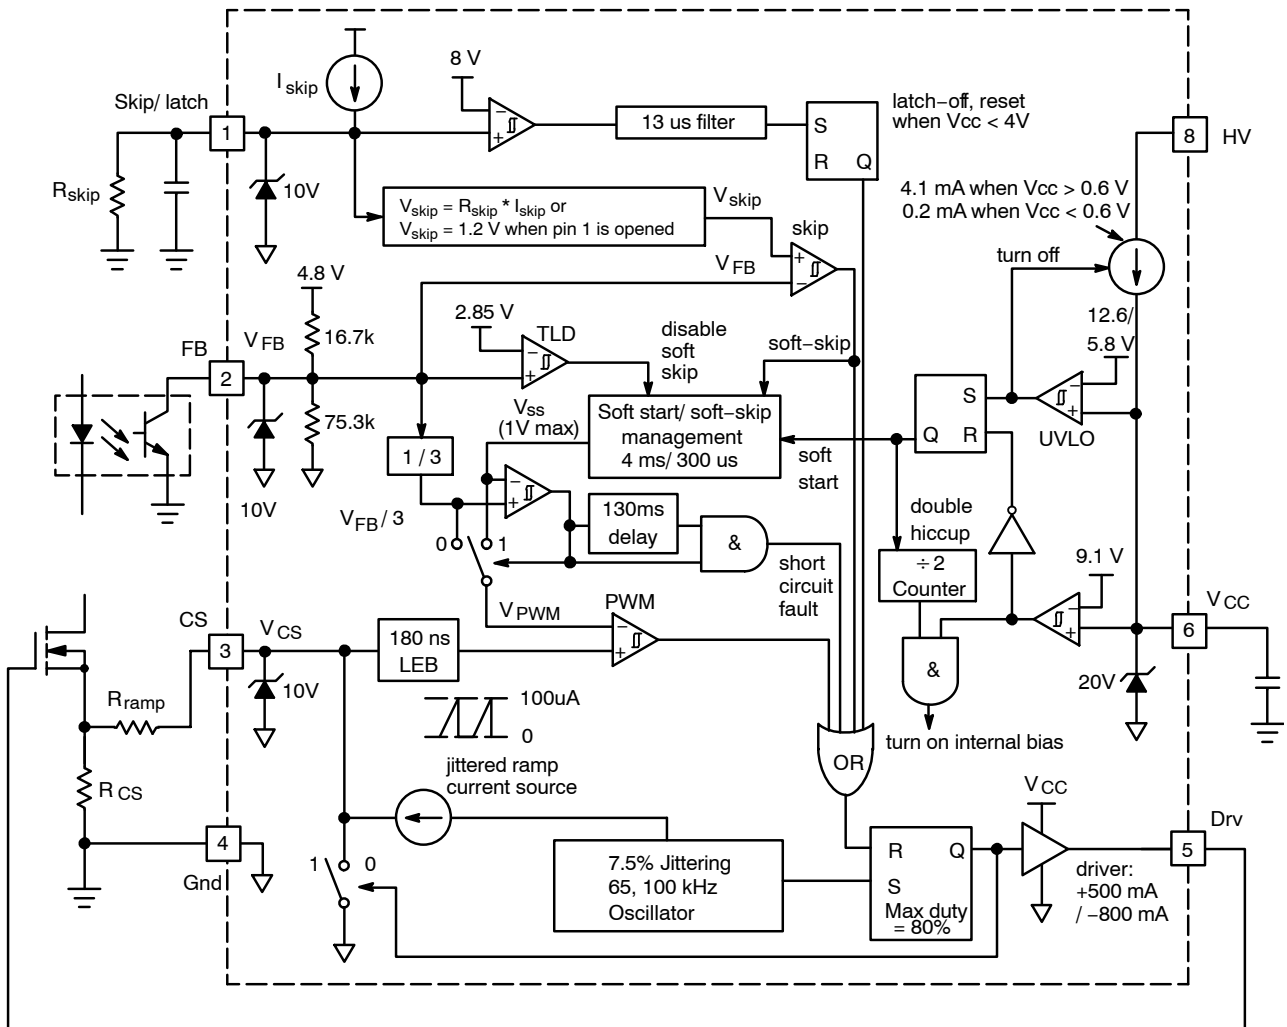 8 V
I skip
Skip/ latch
1
–
+
13 us filter
S
R
Q
latch–off, reset
when Vcc < 4V
8
HV
Rskip
10V
4.1 mA when Vcc > 0.6 V
0.2 mA when Vcc < 0.6 V
Vskip = Rskip * Iskip or
Vskip = 1.2 V when pin 1 is opened
Vskip
skip
+
–
VFB
turn off
4.8 V
16.7k
2.85 V
TLD
–
+
disable
soft
skip
soft–skip
12.6/
5.8 V
FB
VFB
2
75.3k
10V
1 / 3
Vss
(1V max)
Soft start/ soft–skip
management
4 ms/ 300 us
soft
start
S
Q
R
–
+
UVLO
VFB / 3
–
+
0
1
130ms
delay
&
short
circuit
fault
double
hiccup
÷ 2
Counter
9.1 V
–
+
VPWM
PWM
–
+
CS
3
VCS
10V
180 ns
LEB
&
turn on internal bias
20V
6
VCC
Rramp
100uA
0
jittered ramp
current source
OR
RCS
4
Gnd
1
0
7.5% Jittering
65, 100 kHz
Oscillator
R
Q
S
Max duty
= 80%
VCC
Drv
5
driver:
+500 mA
/ –800 mA